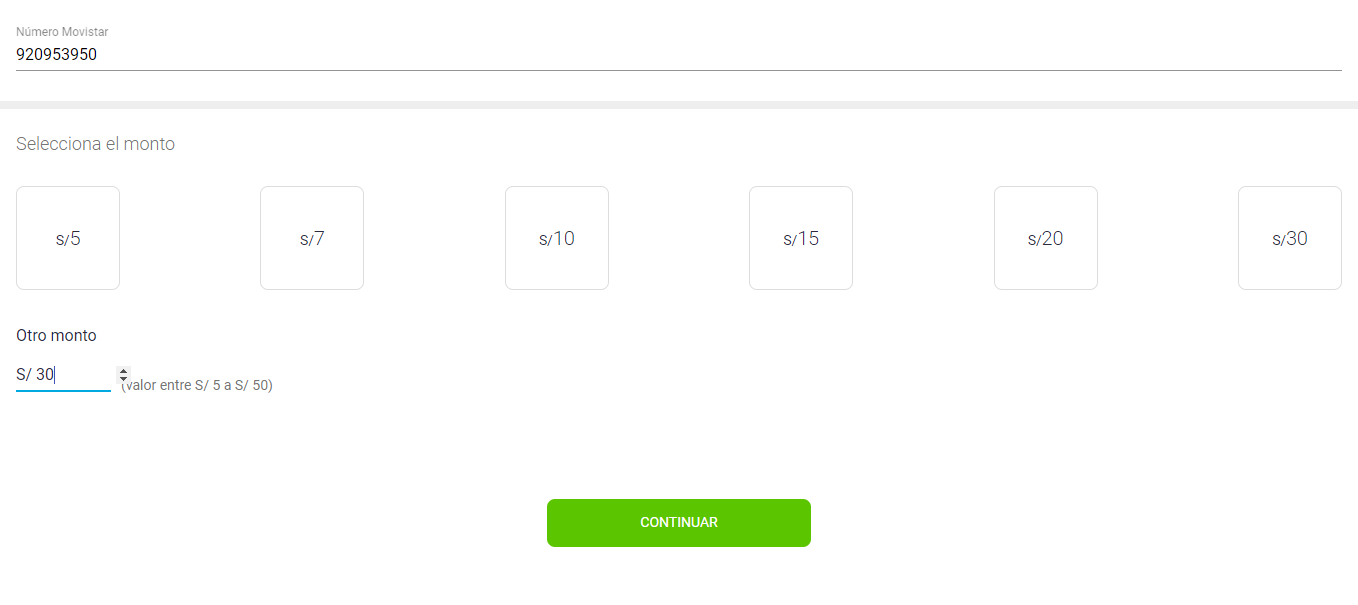 Número Movistar
920953950
Selecciona el monto
s/5 s/7 s/10 s/15 s/20 s/30
Otro monto
S/ 30
(valor entre S/ 5 a S/ 50)
CONTINUAR